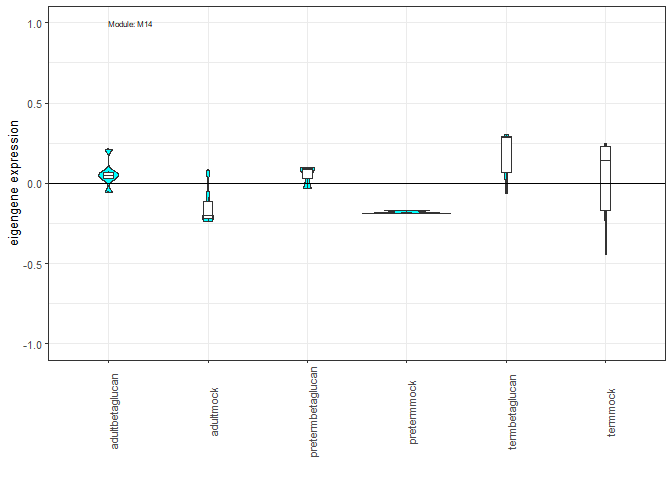 Module: M14
1.0
0.5
0.0
-0.5
-1.0
eigengene expression
adultbetaglucan
adultmock
pretermbetaglucan
pretermmock
termbetaglucan
termmock